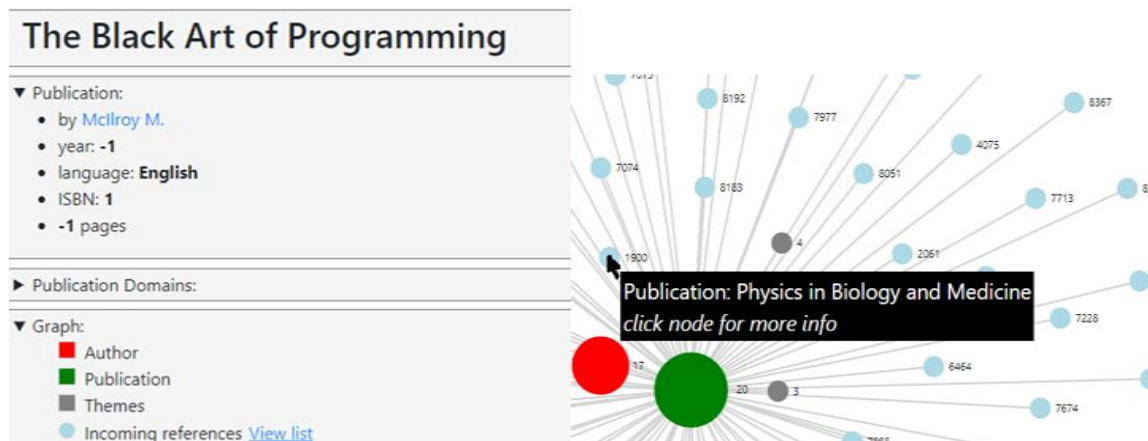 The Black Art of Programming
▼ Publication:
• by McIlroy M.
• year: -1
• language: English
• ISBN: 1
• -1 pages
▶ Publication Domains:
▼ Graph:
Author
Publication
Themes
Incoming references View list
8192
7977
8367
4075
7074
8183
8051
7713
4
2061
1900
Publication: Physics in Biology and Medicine
click node for more info
7228
17
20
3
6464
7674